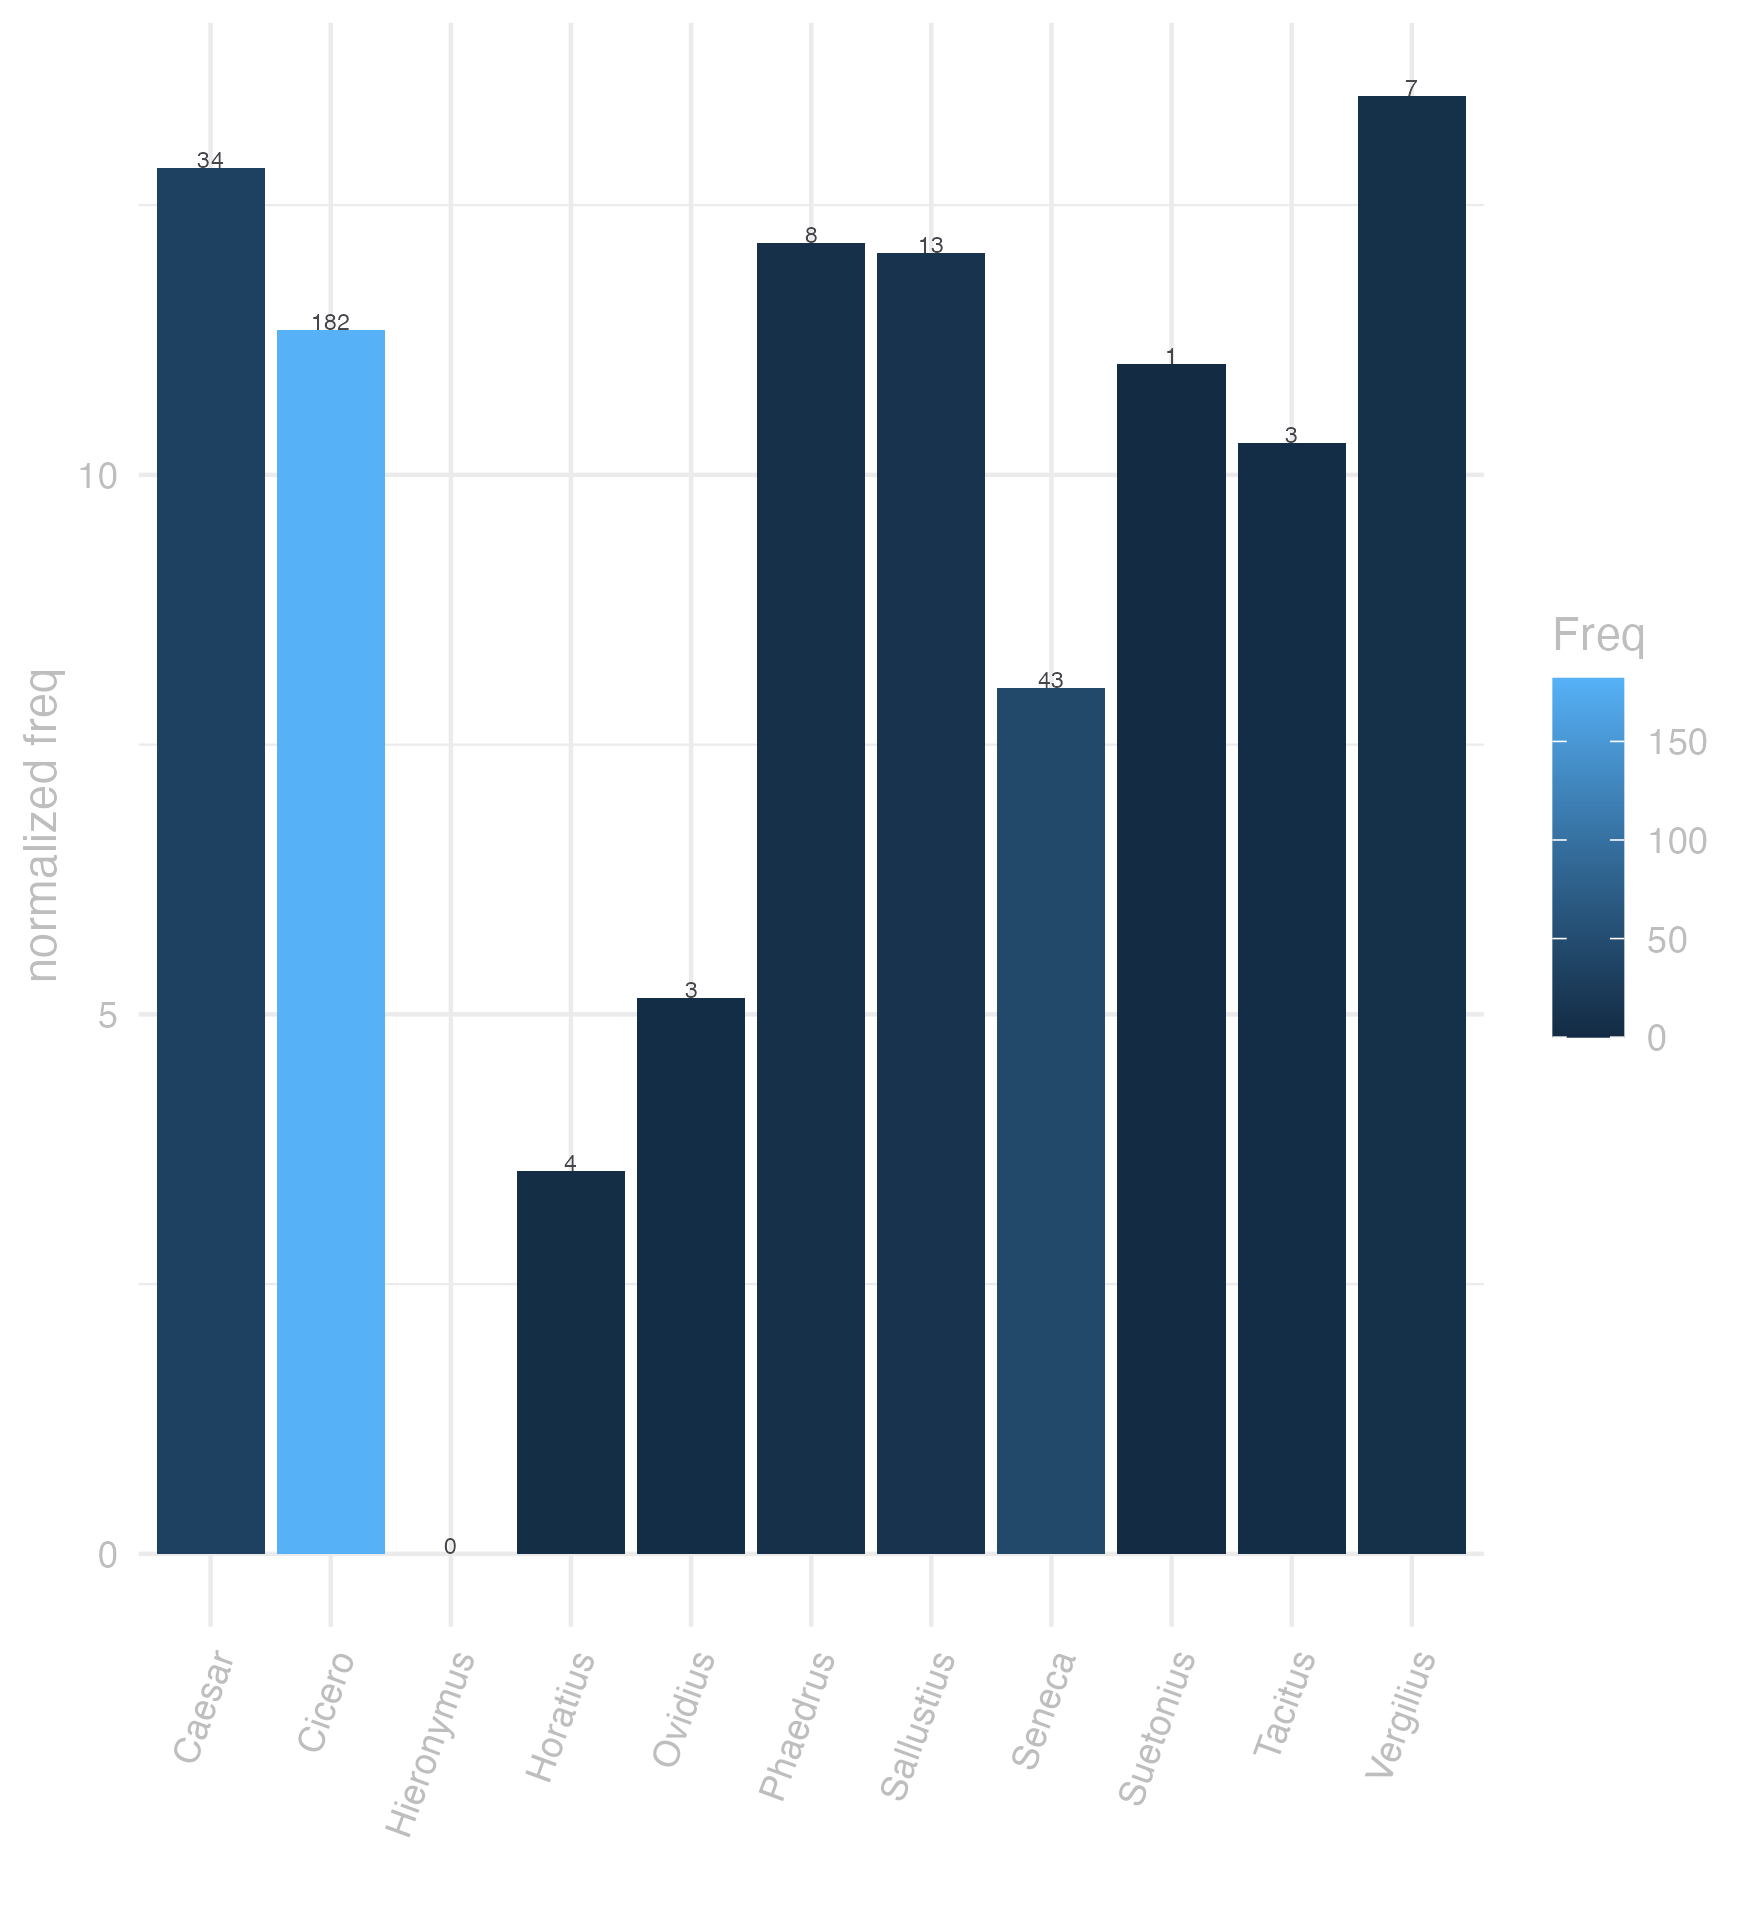 7
34
8
13
182
1
3
10
43
normalized freq
Freq
150
100
50
0
3
5
4
0
0
Caesar
Cicero
Hieronymus
Horatius
Ovidius
Phaedrus
Sallustius
Seneca
Suetonius
Tacitus
Vergilius